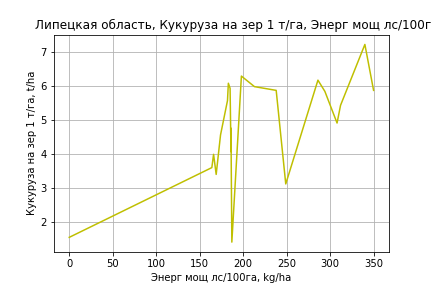 Липецкая область, Кукуруза на зер 1 т/га, Энерг мощ лс/100г
7
6
5
4
3
2
Кукуруза на зер 1 т/га, t/ha
0 50 100 150 200 250 300 350
Энерг мощ лс/100га, kg/ha